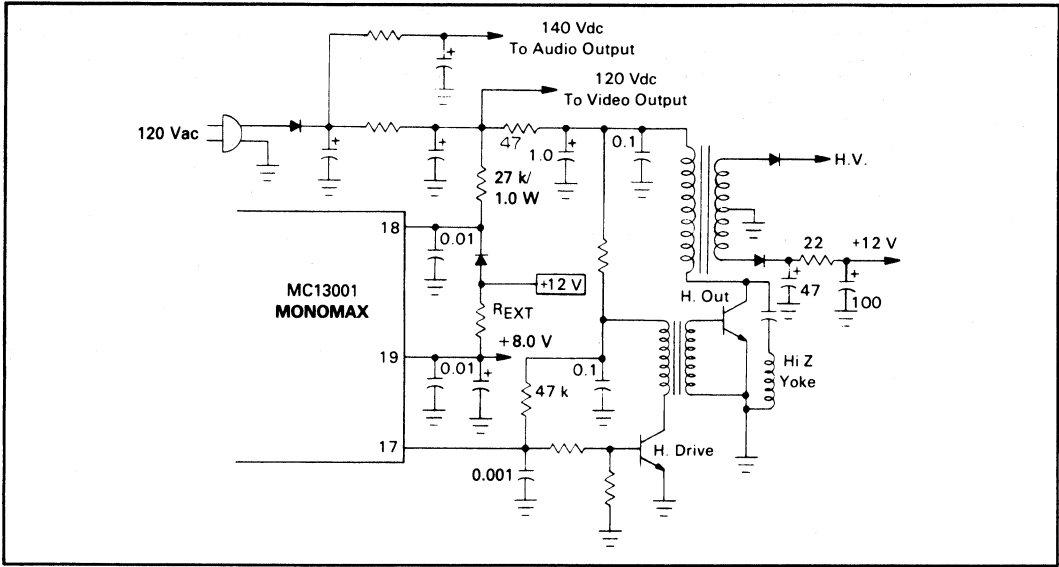 140 Vdc
To Audio Output
120 Vdc
To Video Output
120 Vac
47
1.0
0.1
27 k/
1.0 W
H.V.
18
0.01
22
+12 V
+12 V
47
100
MC13001
MONOMAX
REXT
H. Out
+8.0 V
19
0.01
0.1
47 k
Hi Z
Yoke
17
0.001
H. Drive